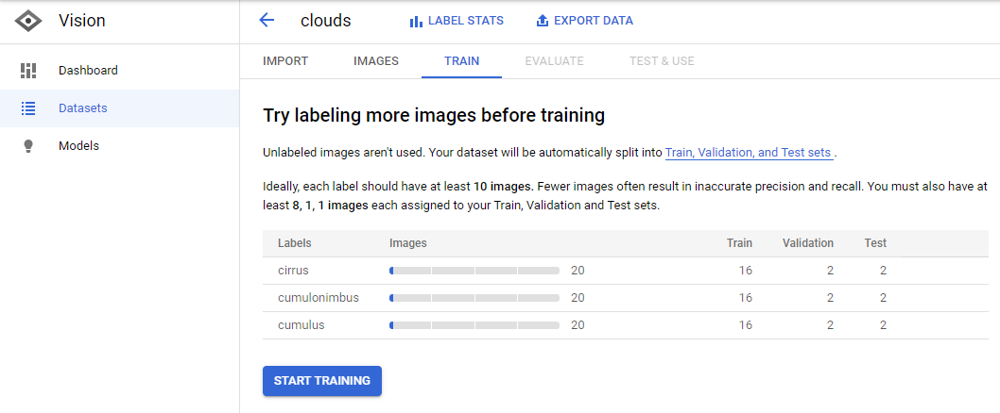 Vision
clouds
LABEL STATS
EXPORT DATA
Dashboard
Datasets
Models
IMPORT
IMAGES
TRAIN
EVALUATE
TEST & USE
Try labeling more images before training
Unlabeled images aren't used. Your dataset will be automatically split into Train, Validation, and Test sets .
Ideally, each label should have at least 10 images. Fewer images often result in inaccurate precision and recall. You must also have at
least 8, 1, 1 images each assigned to your Train, Validation and Test sets.
Labels Images Train Validation Test
cirrus 20 16 2 2
cumulonimbus 20 16 2 2
cumulus 20 16 2 2
START TRAINING